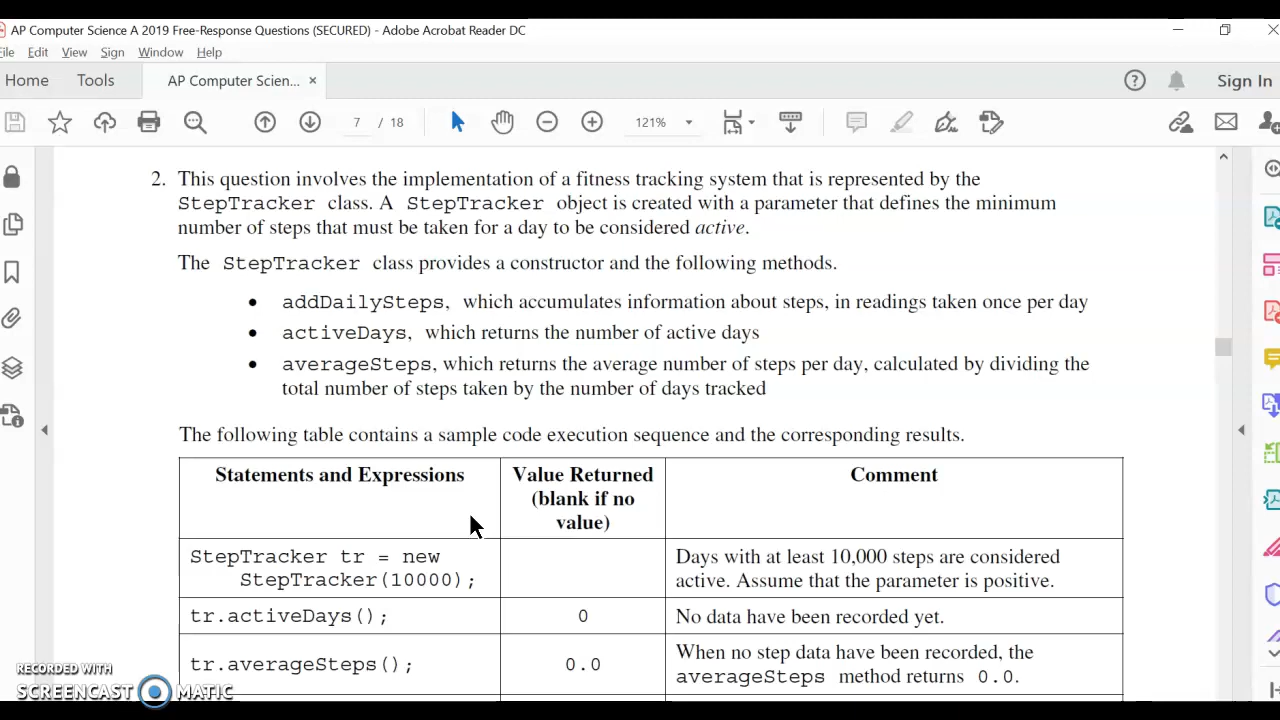 AP Computer Science A 2019 Free-Response Questions (SECURED) - Adobe Acrobat Reader DC
File Edit View Sign Window Help
Home Tools AP Computer Scien... × Sign In
7 / 18 121%
2. This question involves the implementation of a fitness tracking system that is represented by the
StepTracker class. A StepTracker object is created with a parameter that defines the minimum
number of steps that must be taken for a day to be considered active.
The StepTracker class provides a constructor and the following methods.
• addDailySteps, which accumulates information about steps, in readings taken once per day
• activeDays, which returns the number of active days
• averageSteps, which returns the average number of steps per day, calculated by dividing the
total number of steps taken by the number of days tracked
The following table contains a sample code execution sequence and the corresponding results.
Statements and Expressions
Value Returned
(blank if no
value)
Comment
StepTracker tr = new
StepTracker(10000);
Days with at least 10,000 steps are considered
active. Assume that the parameter is positive.
tr.activeDays(); 0 No data have been recorded yet.
tr.averageSteps(); 0.0
When no step data have been recorded, the
averageSteps method returns 0.0.
RECORDED WITH
SCREENCAST MATIC